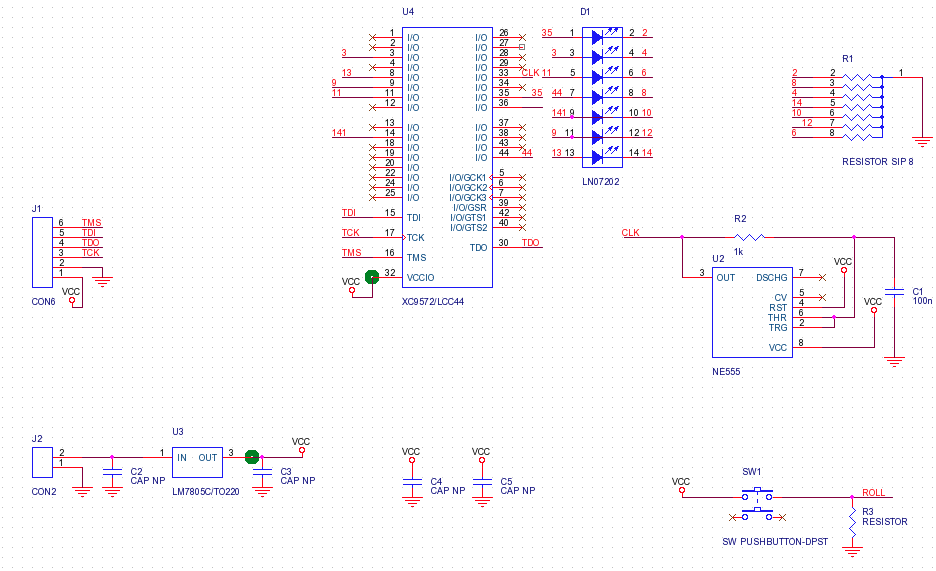 U4
1 I/O I/O 26
2 I/O I/O 27
3 3 I/O I/O 28
4 I/O I/O 29
13 8 I/O I/O 33 CLK
9 9 I/O I/O 34
11 11 I/O I/O 35 35
12 I/O I/O 36
13 I/O I/O 37
141 14 I/O I/O 38
18 I/O I/O 43
19 I/O I/O 44 44
20 I/O
22 I/O I/O/GCK1 5
24 I/O I/O/GCK2 6
25 I/O I/O/GCK3 7
I/O/GSR 39
TDI 15 TDI I/O/GTS1 42
I/O/GTS2 40
TCK 17 TCK
TDO 30 TDO
TMS 16 TMS
VCC 32 VCCIO
XC9572/LCC44
D1
35 1 2 2
3 3 4 4
11 5 6 6
44 7 8 8
141 9 10 10
9 11 12 12
13 13 14 14
LN07202
R1
2 2 1
8 3
4 4
14 5
10 6
12 7
6 8
RESISTOR SIP 8
J1
6 TMS
5 TDI
4 TDO
3 TCK
2
1
VCC
CON6
CLK
R2
1k
U2
VCC
3 OUT DSCHG 7
CV 5
RST 4
THR 6
TRG 2
VCC 8
VCC
NE555
C1
100n
J2
2
1
CON2
C2
CAP NP
U3
1 IN OUT 3
LM7805C/TO220
VCC
C3
CAP NP
VCC
C4
CAP NP
VCC
C5
CAP NP
SW1
VCC
SW PUSHBUTTON-DPST
ROLL
R3
RESISTOR